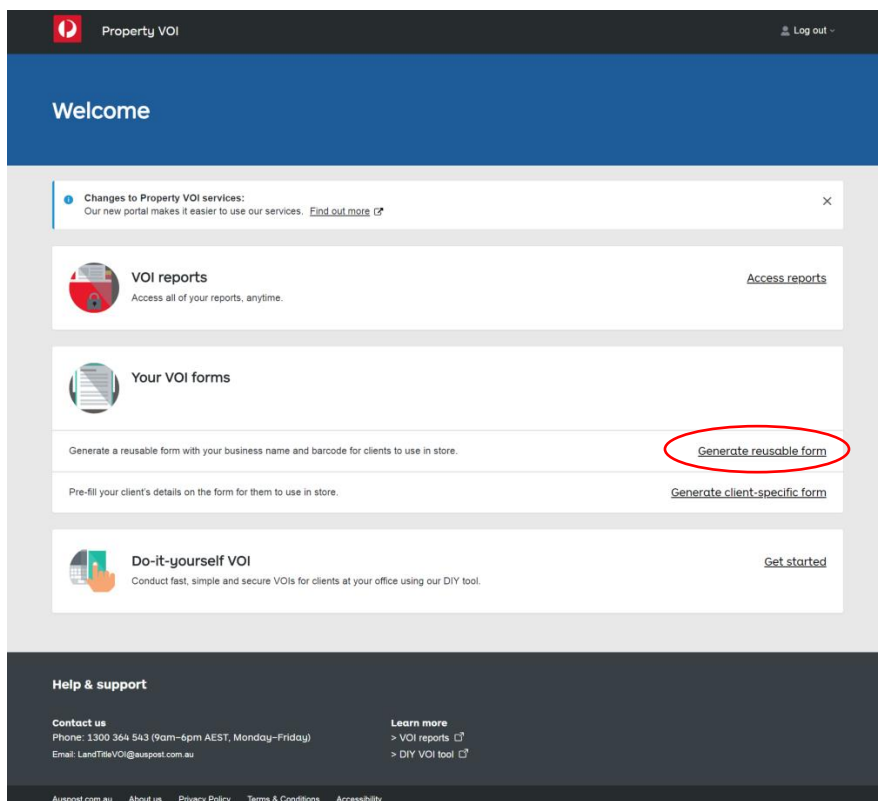 Property VOI
Log out
Welcome
Changes to Property VOI services:
Our new portal makes it easier to use our services. Find out more
VOI reports
Access reports
Access all of your reports, anytime.
Your VOI forms
Generate a reusable form with your business name and barcode for clients to use in store.
Generate reusable form
Pre-fill your client's details on the form for them to use in store.
Generate client-specific form
Do-it-yourself VOI
Get started
Conduct fast, simple and secure VOIs for clients at your office using our DIY tool.
Help & support
Contact us
Phone: 1300 364 543 (9am–6pm AEST, Monday–Friday)
Email: LandTitleVOI@auspost.com.au
Learn more
> VOI reports
> DIY VOI tool
Auspost.com.au About us Privacy Policy Terms & Conditions Accessibility